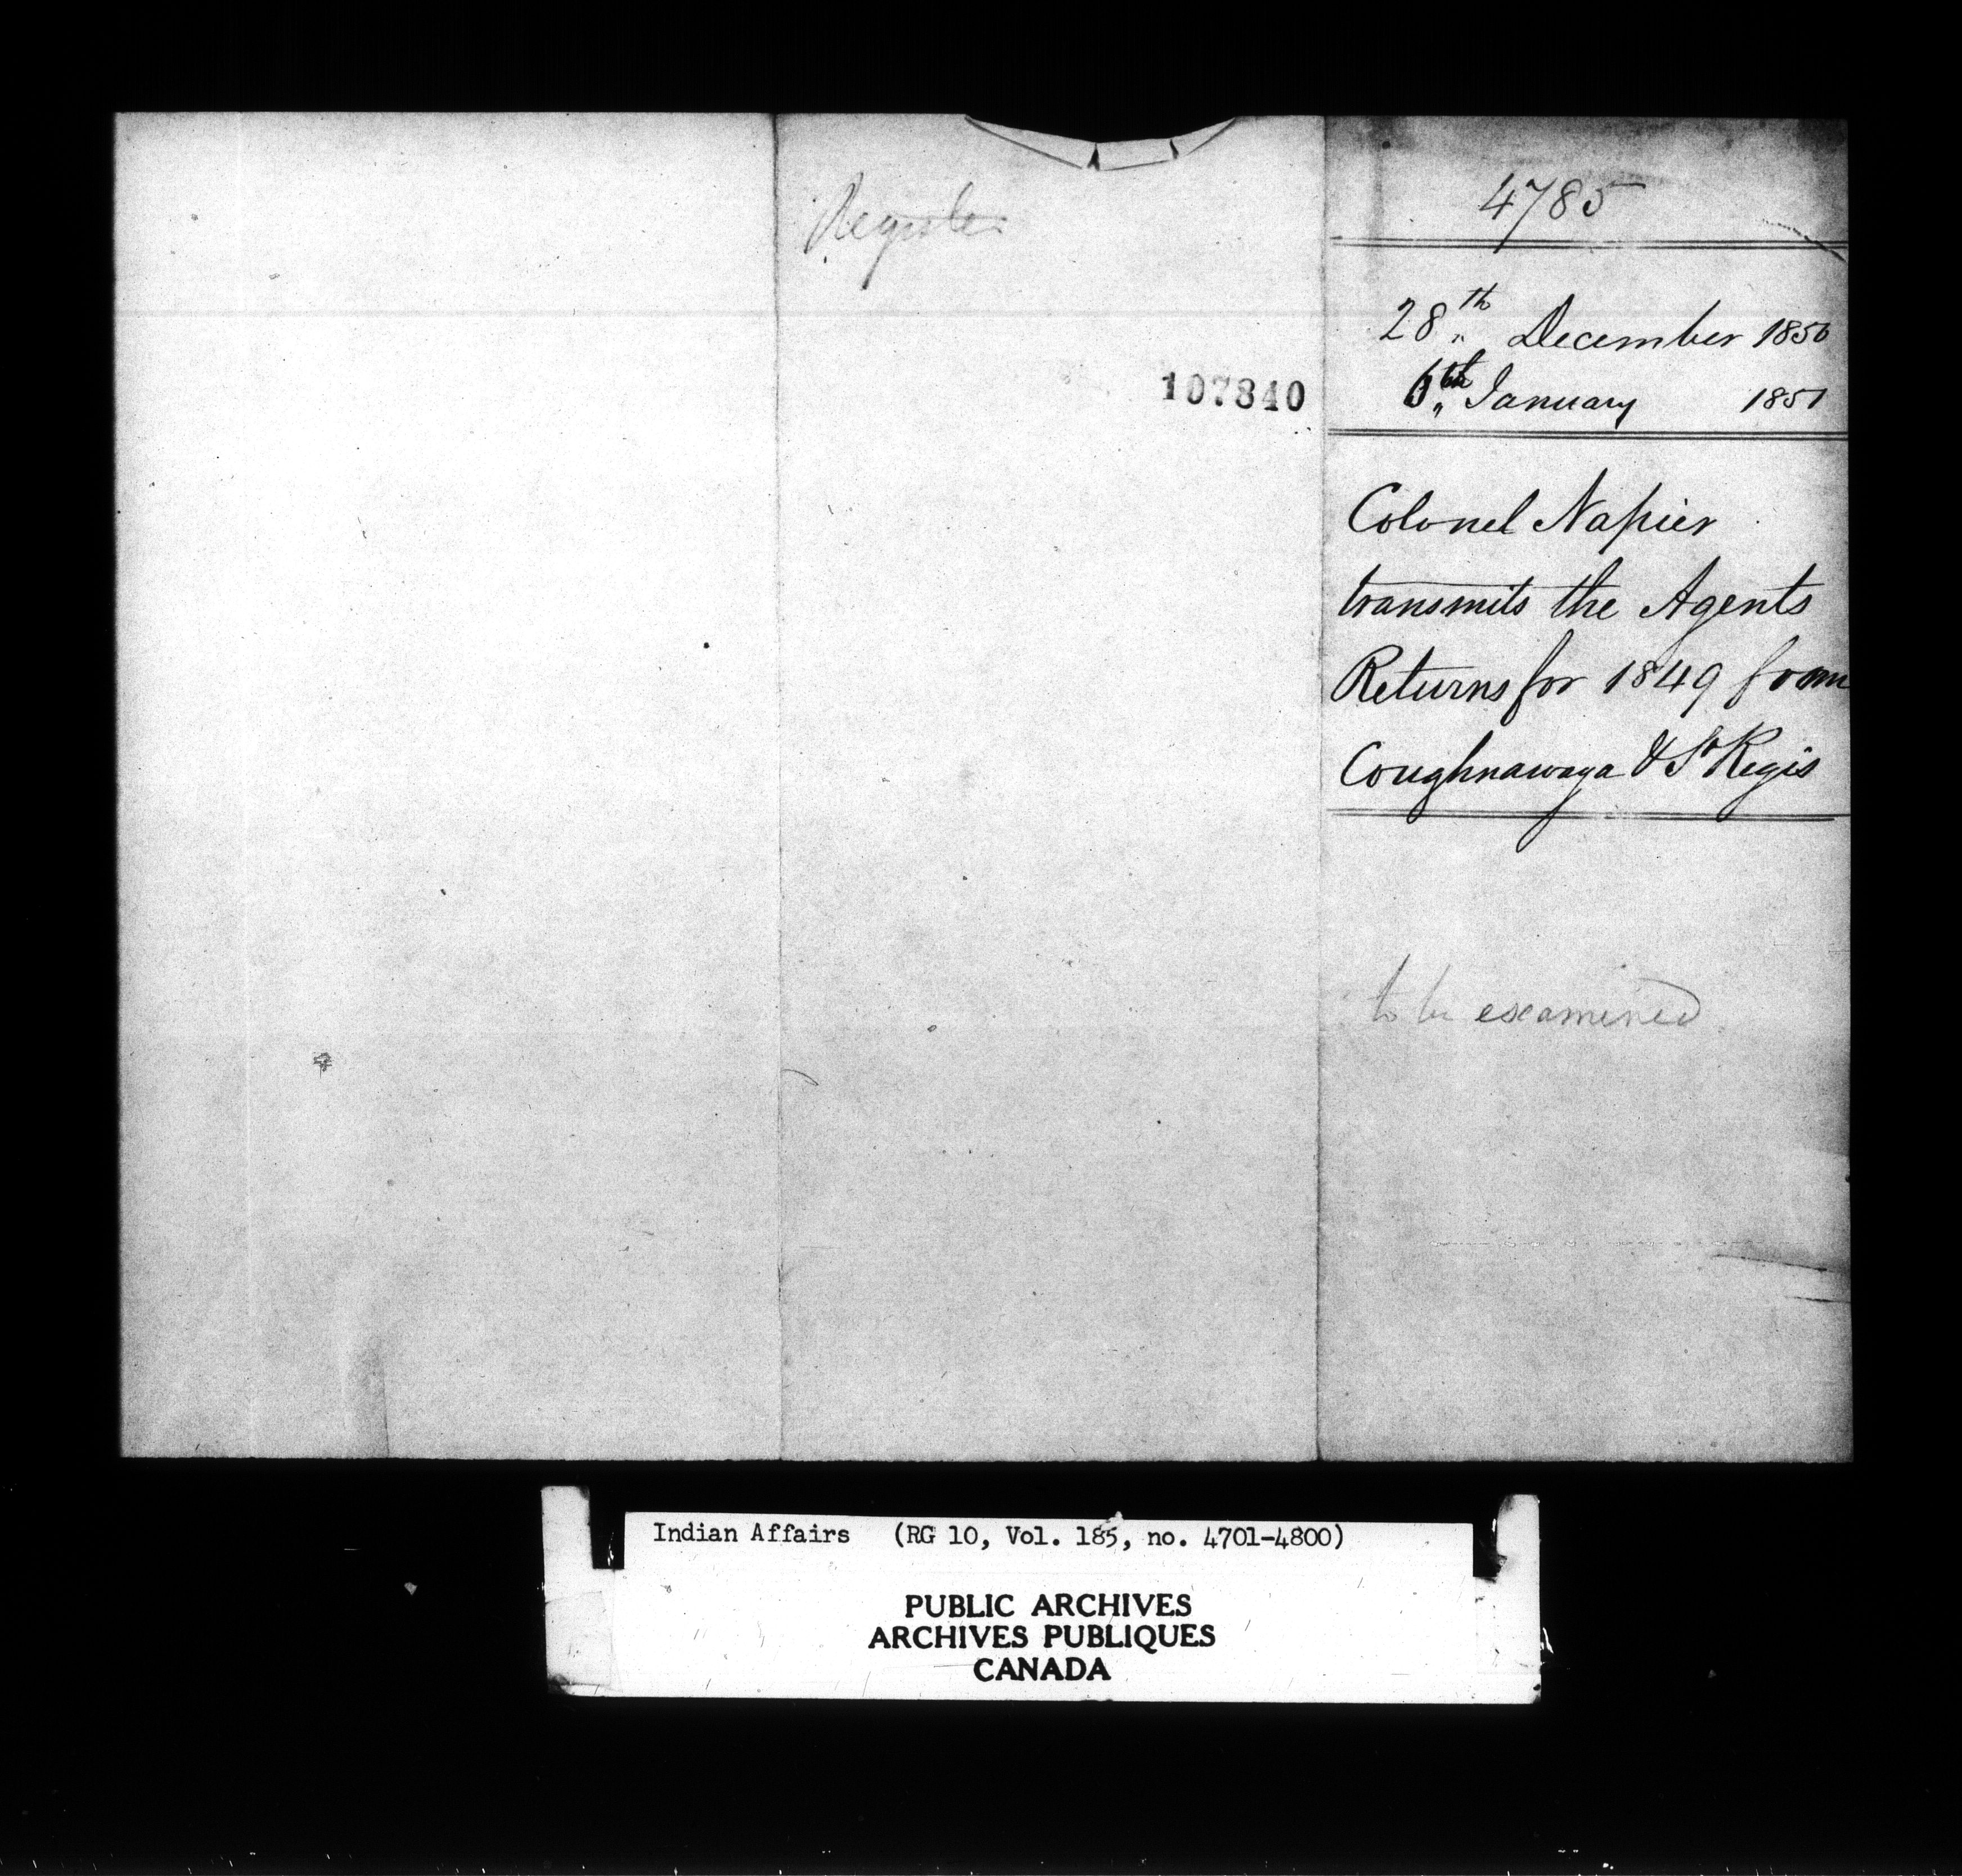 Register
107840
4785
28th December 1850
6th January 1851
Colonel Napier
transmits the Agents
Returns for 1849 from
Coughnawaga & St Regis
to be examined
Indian Affairs (RG 10, Vol. 185, no. 4701-4800)
PUBLIC ARCHIVES
ARCHIVES PUBLIQUES
CANADA